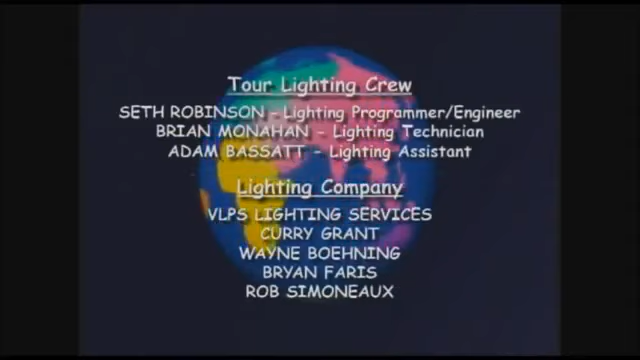 Tour Lighting Crew
SETH ROBINSON - Lighting Programmer/Engineer
BRIAN MONAHAN - Lighting Technician
ADAM BASSATT - Lighting Assistant
Lighting Company
VLPS LIGHTING SERVICES
CURRY GRANT
WAYNE BOEHNING
BRYAN FARIS
ROB SIMONEAUX